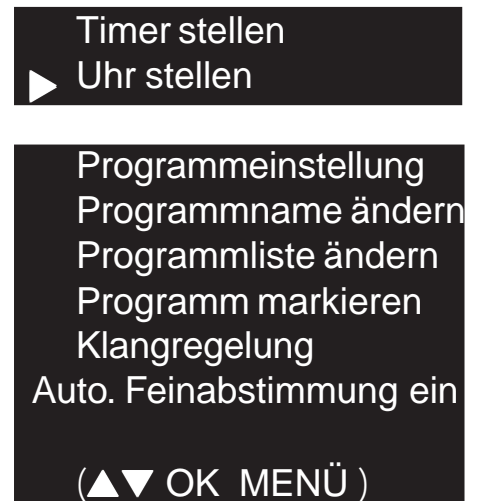 Timer stellen
▶ Uhr stellen
Programmeinstellung
Programmname ändern
Programmliste ändern
Programm markieren
Klangregelung
Auto. Feinabstimmung ein
(▲▼ OK MENÜ )